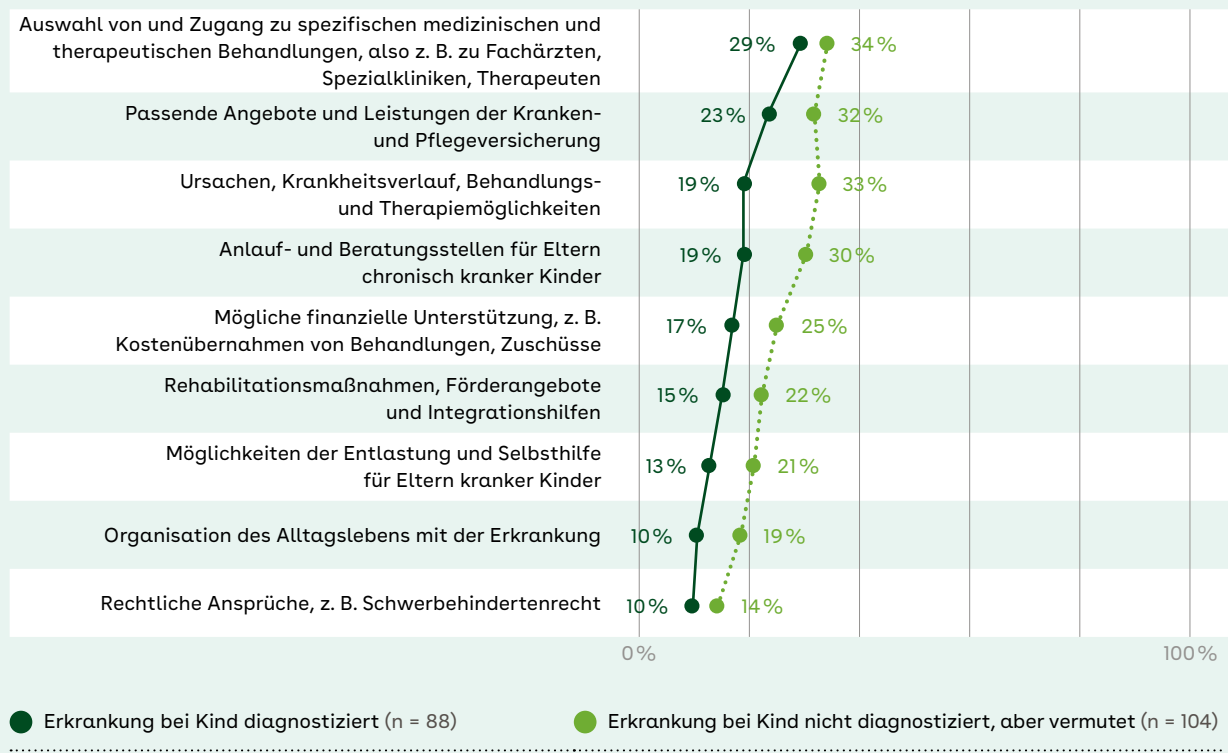 Auswahl von und Zugang zu spezifischen medizinischen und
therapeutischen Behandlungen, also z. B. zu Fachärzten,
Spezialkliniken, Therapeuten
29 %
34 %
Passende Angebote und Leistungen der Kranken-
und Pflegeversicherung
23 %
32 %
Ursachen, Krankheitsverlauf, Behandlungs-
und Therapiemöglichkeiten
19 %
33 %
Anlauf- und Beratungsstellen für Eltern
chronisch kranker Kinder
19 %
30 %
Mögliche finanzielle Unterstützung, z. B.
Kostenübernahmen von Behandlungen, Zuschüsse
17 %
25 %
Rehabilitationsmaßnahmen, Förderangebote
und Integrationshilfen
15 %
22 %
Möglichkeiten der Entlastung und Selbsthilfe
für Eltern kranker Kinder
13 %
21 %
Organisation des Alltagslebens mit der Erkrankung
10 %
19 %
Rechtliche Ansprüche, z. B. Schwerbehindertenrecht
10 %
14 %
0 %
100 %
Erkrankung bei Kind diagnostiziert (n = 88)
Erkrankung bei Kind nicht diagnostiziert, aber vermutet (n = 104)